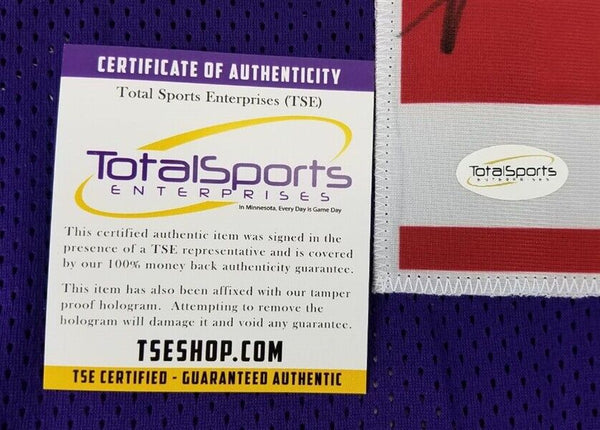 CERTIFICATE OF AUTHENTICITY
Total Sports Enterprises (TSE)
TotalSports
ENTERPRISES
In Minnesota, Every Day is Game Day
This certified authentic item was signed in the
presence of a TSE representative and is covered
by our 100% money back authenticity guarantee.
This item has also been affixed with our tamper
proof hologram. Attempting to remove the
hologram will damage it and void any guarantee.
TSESHOP.COM
TSE CERTIFIED - GUARANTEED AUTHENTIC
TotalSports
ENTERPRISES